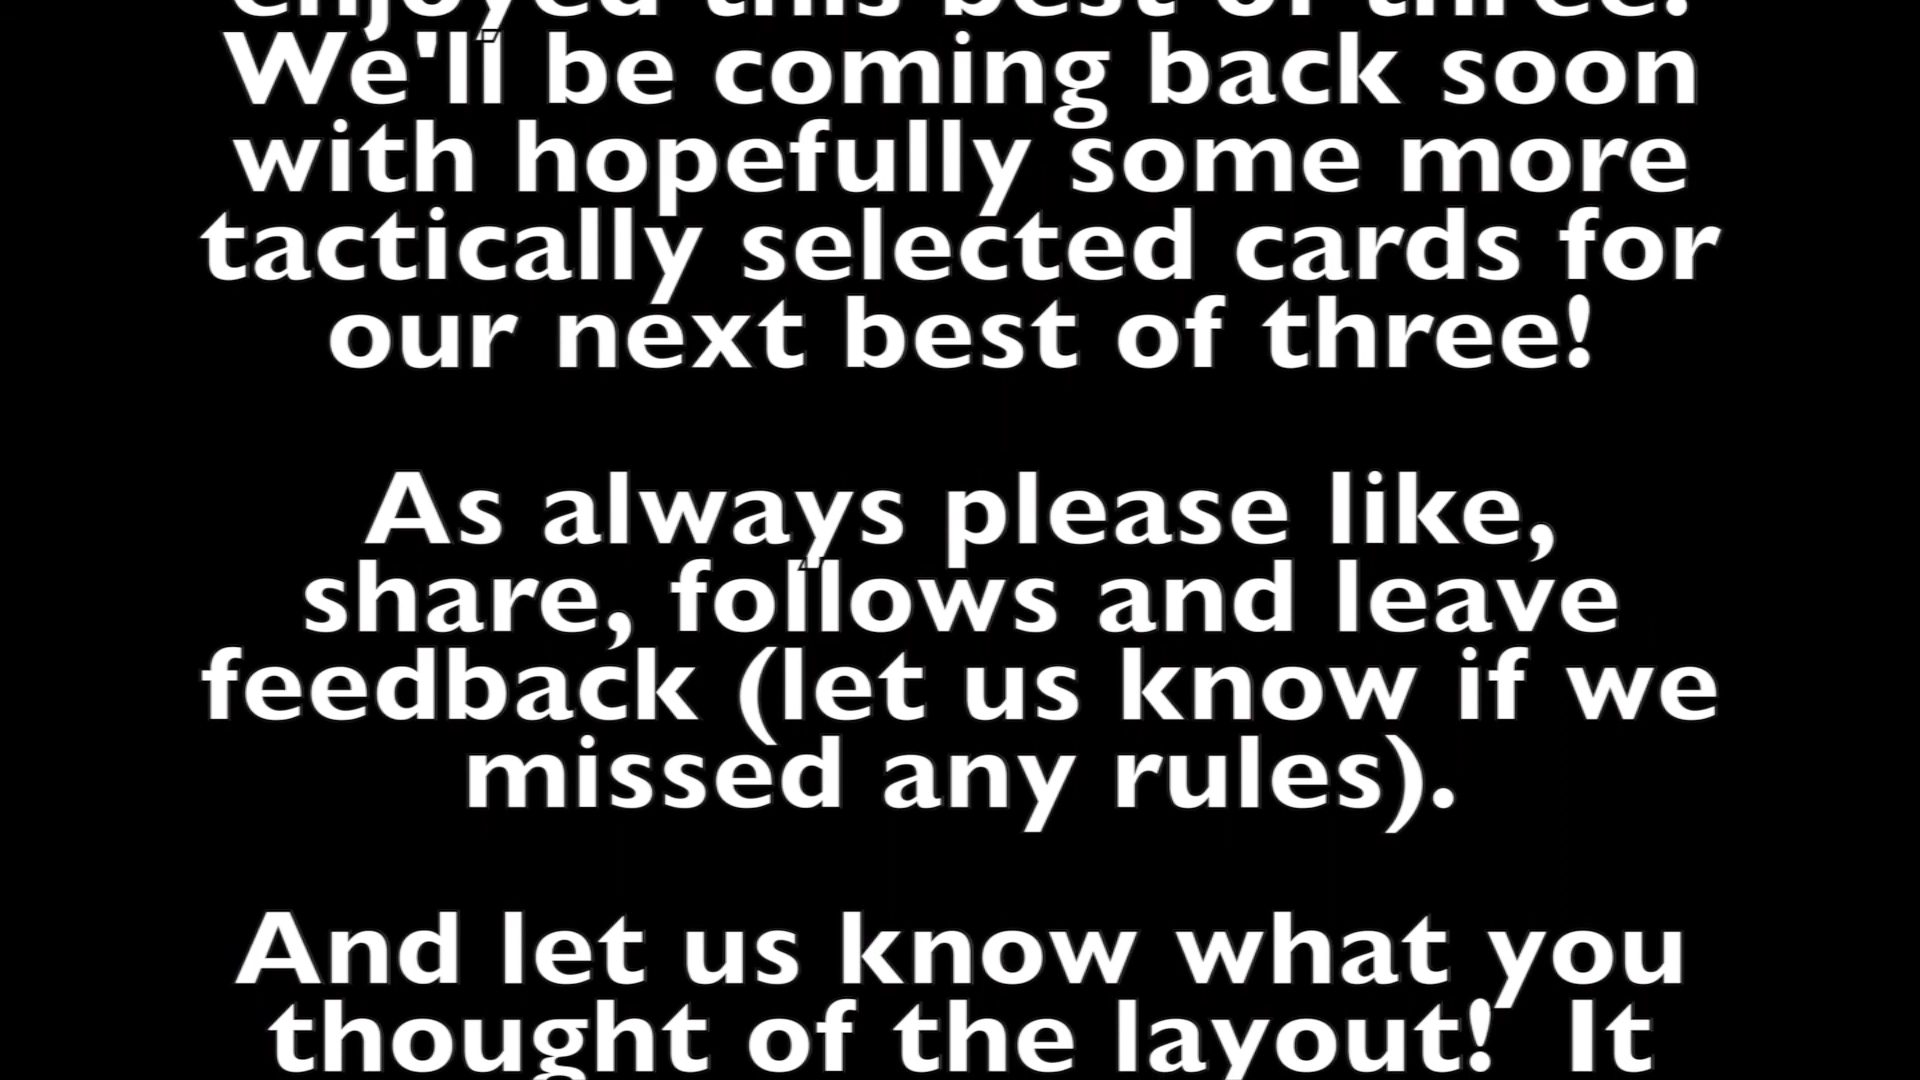 enjoyed this best of three!
We'll be coming back soon
with hopefully some more
tactically selected cards for
our next best of three!
As always please like,
share, follows and leave
feedback (let us know if we
missed any rules).
And let us know what you
thought of the layout!  It